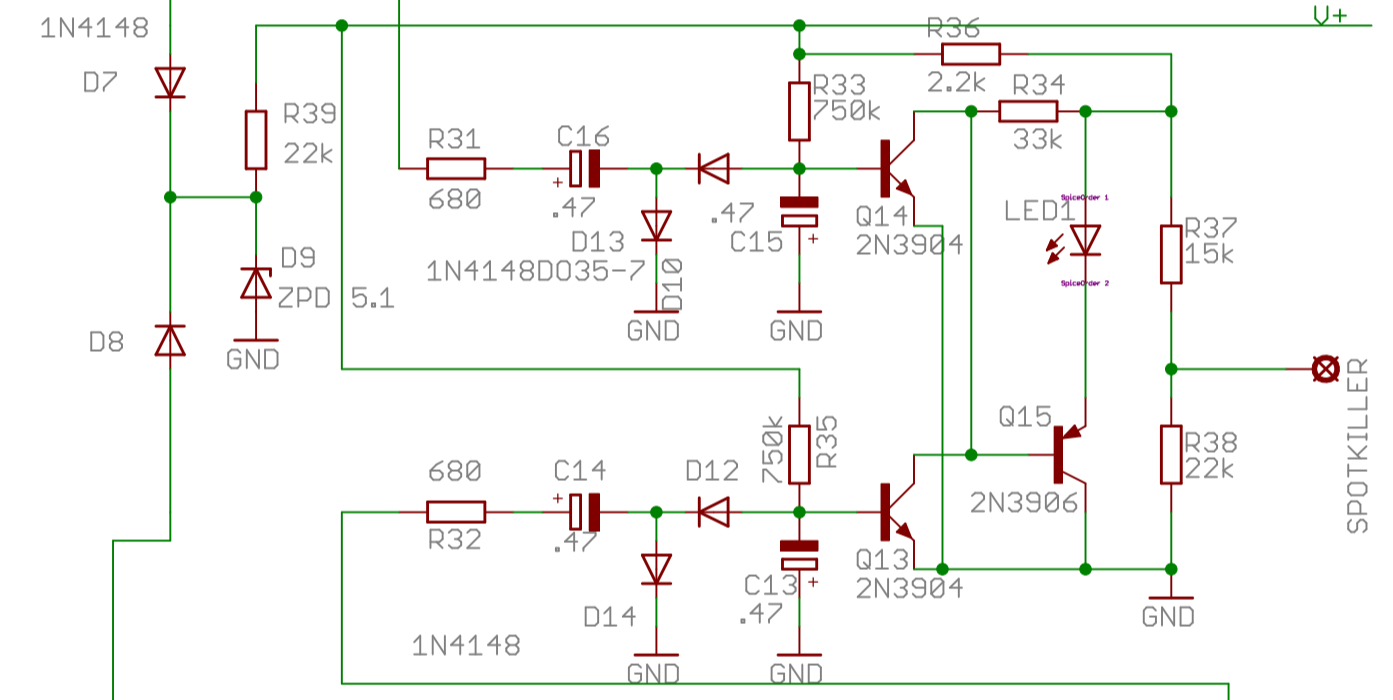 V+
1N4148
R36
D7
2.2k
R34
R33
750k
R39
22k
R31
C16
33k
+
680
.47
.47
SpiceOrder 1
LED1
Q14
2N3904
D13
C15
+
R37
15k
D9
1N4148DO35-7
D10
SpiceOrder 2
ZPD 5.1
GND
GND
D8
GND
SPOTKILLER
Q15
750k
R35
680
C14
D12
R38
22k
+
2N3906
R32
.47
Q13
2N3904
C13
+
D14
.47
GND
1N4148
GND
GND